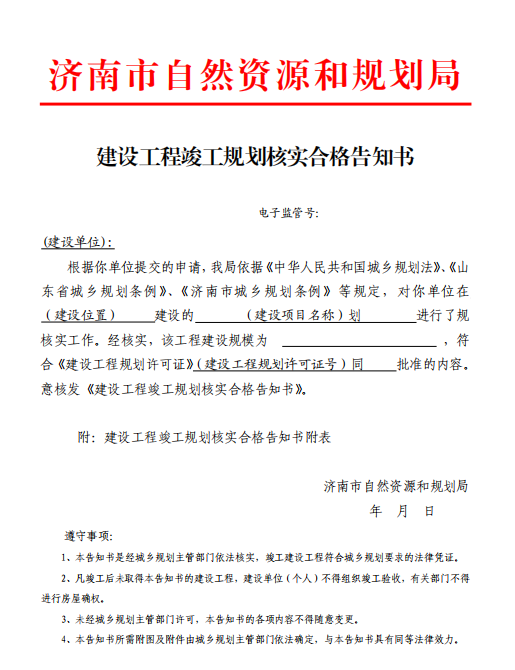 济南市自然资源和规划局
建设工程竣工规划核实合格告知书
电子监管号：
(建设单位)：
根据你单位提交的申请，我局依据《中华人民共和国城乡规划法》、《山
东省城乡规划条例》、《济南市城乡规划条例》等规定，对你单位在
（建设位置） 建设的 （建设项目名称）划 进行了规
核实工作。经核实，该工程建设规模为 ，符
合《建设工程规划许可证》（建设工程规划许可证号）同 批准的内容。
意核发《建设工程竣工规划核实合格告知书》。
附：建设工程竣工规划核实合格告知书附表
济南市自然资源和规划局
年 月 日
遵守事项：
1、本告知书是经城乡规划主管部门依法核实，竣工建设工程符合城乡规划要求的法律凭证。
2、凡竣工后未取得本告知书的建设工程，建设单位（个人）不得组织竣工验收，有关部门不得
进行房屋确权。
3、未经城乡规划主管部门许可，本告知书的各项内容不得随意变更。
4、本告知书所需附图及附件由城乡规划主管部门依法确定，与本告知书具有同等法律效力。